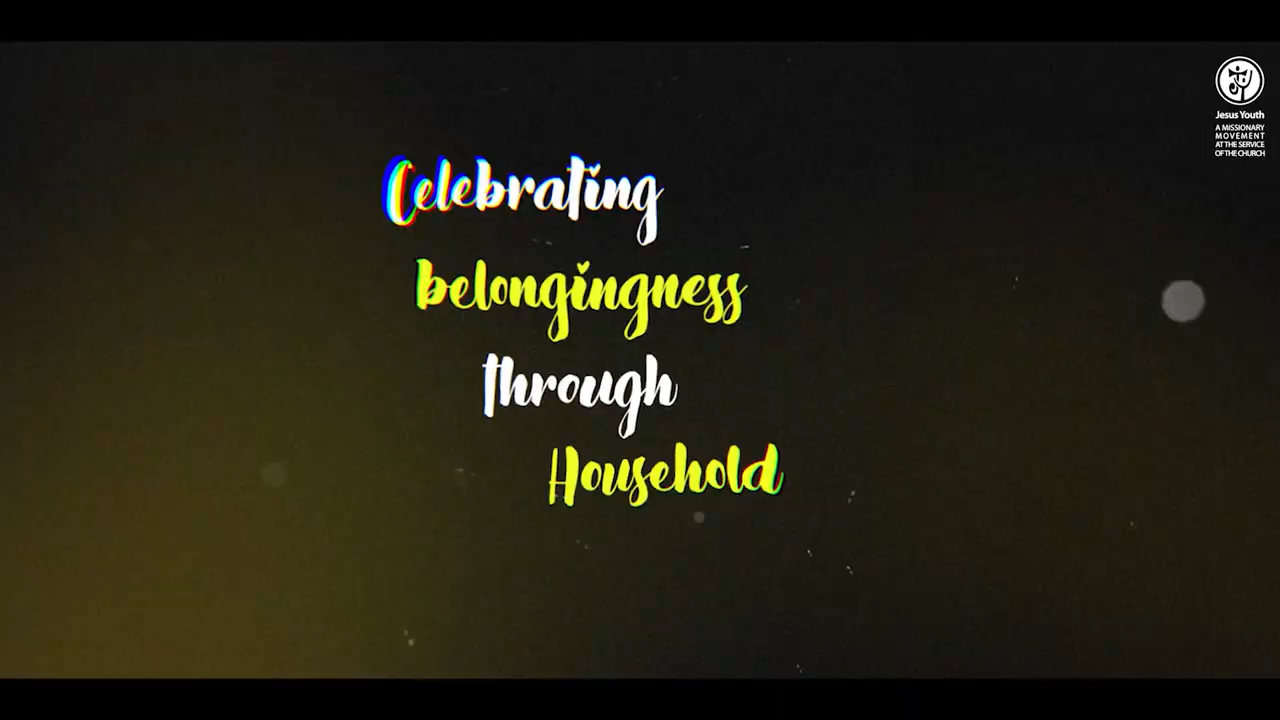 Celebrating
belongingness
through
Household
Jesus Youth
A MISSIONARY
MOVEMENT
AT THE SERVICE
OF THE CHURCH